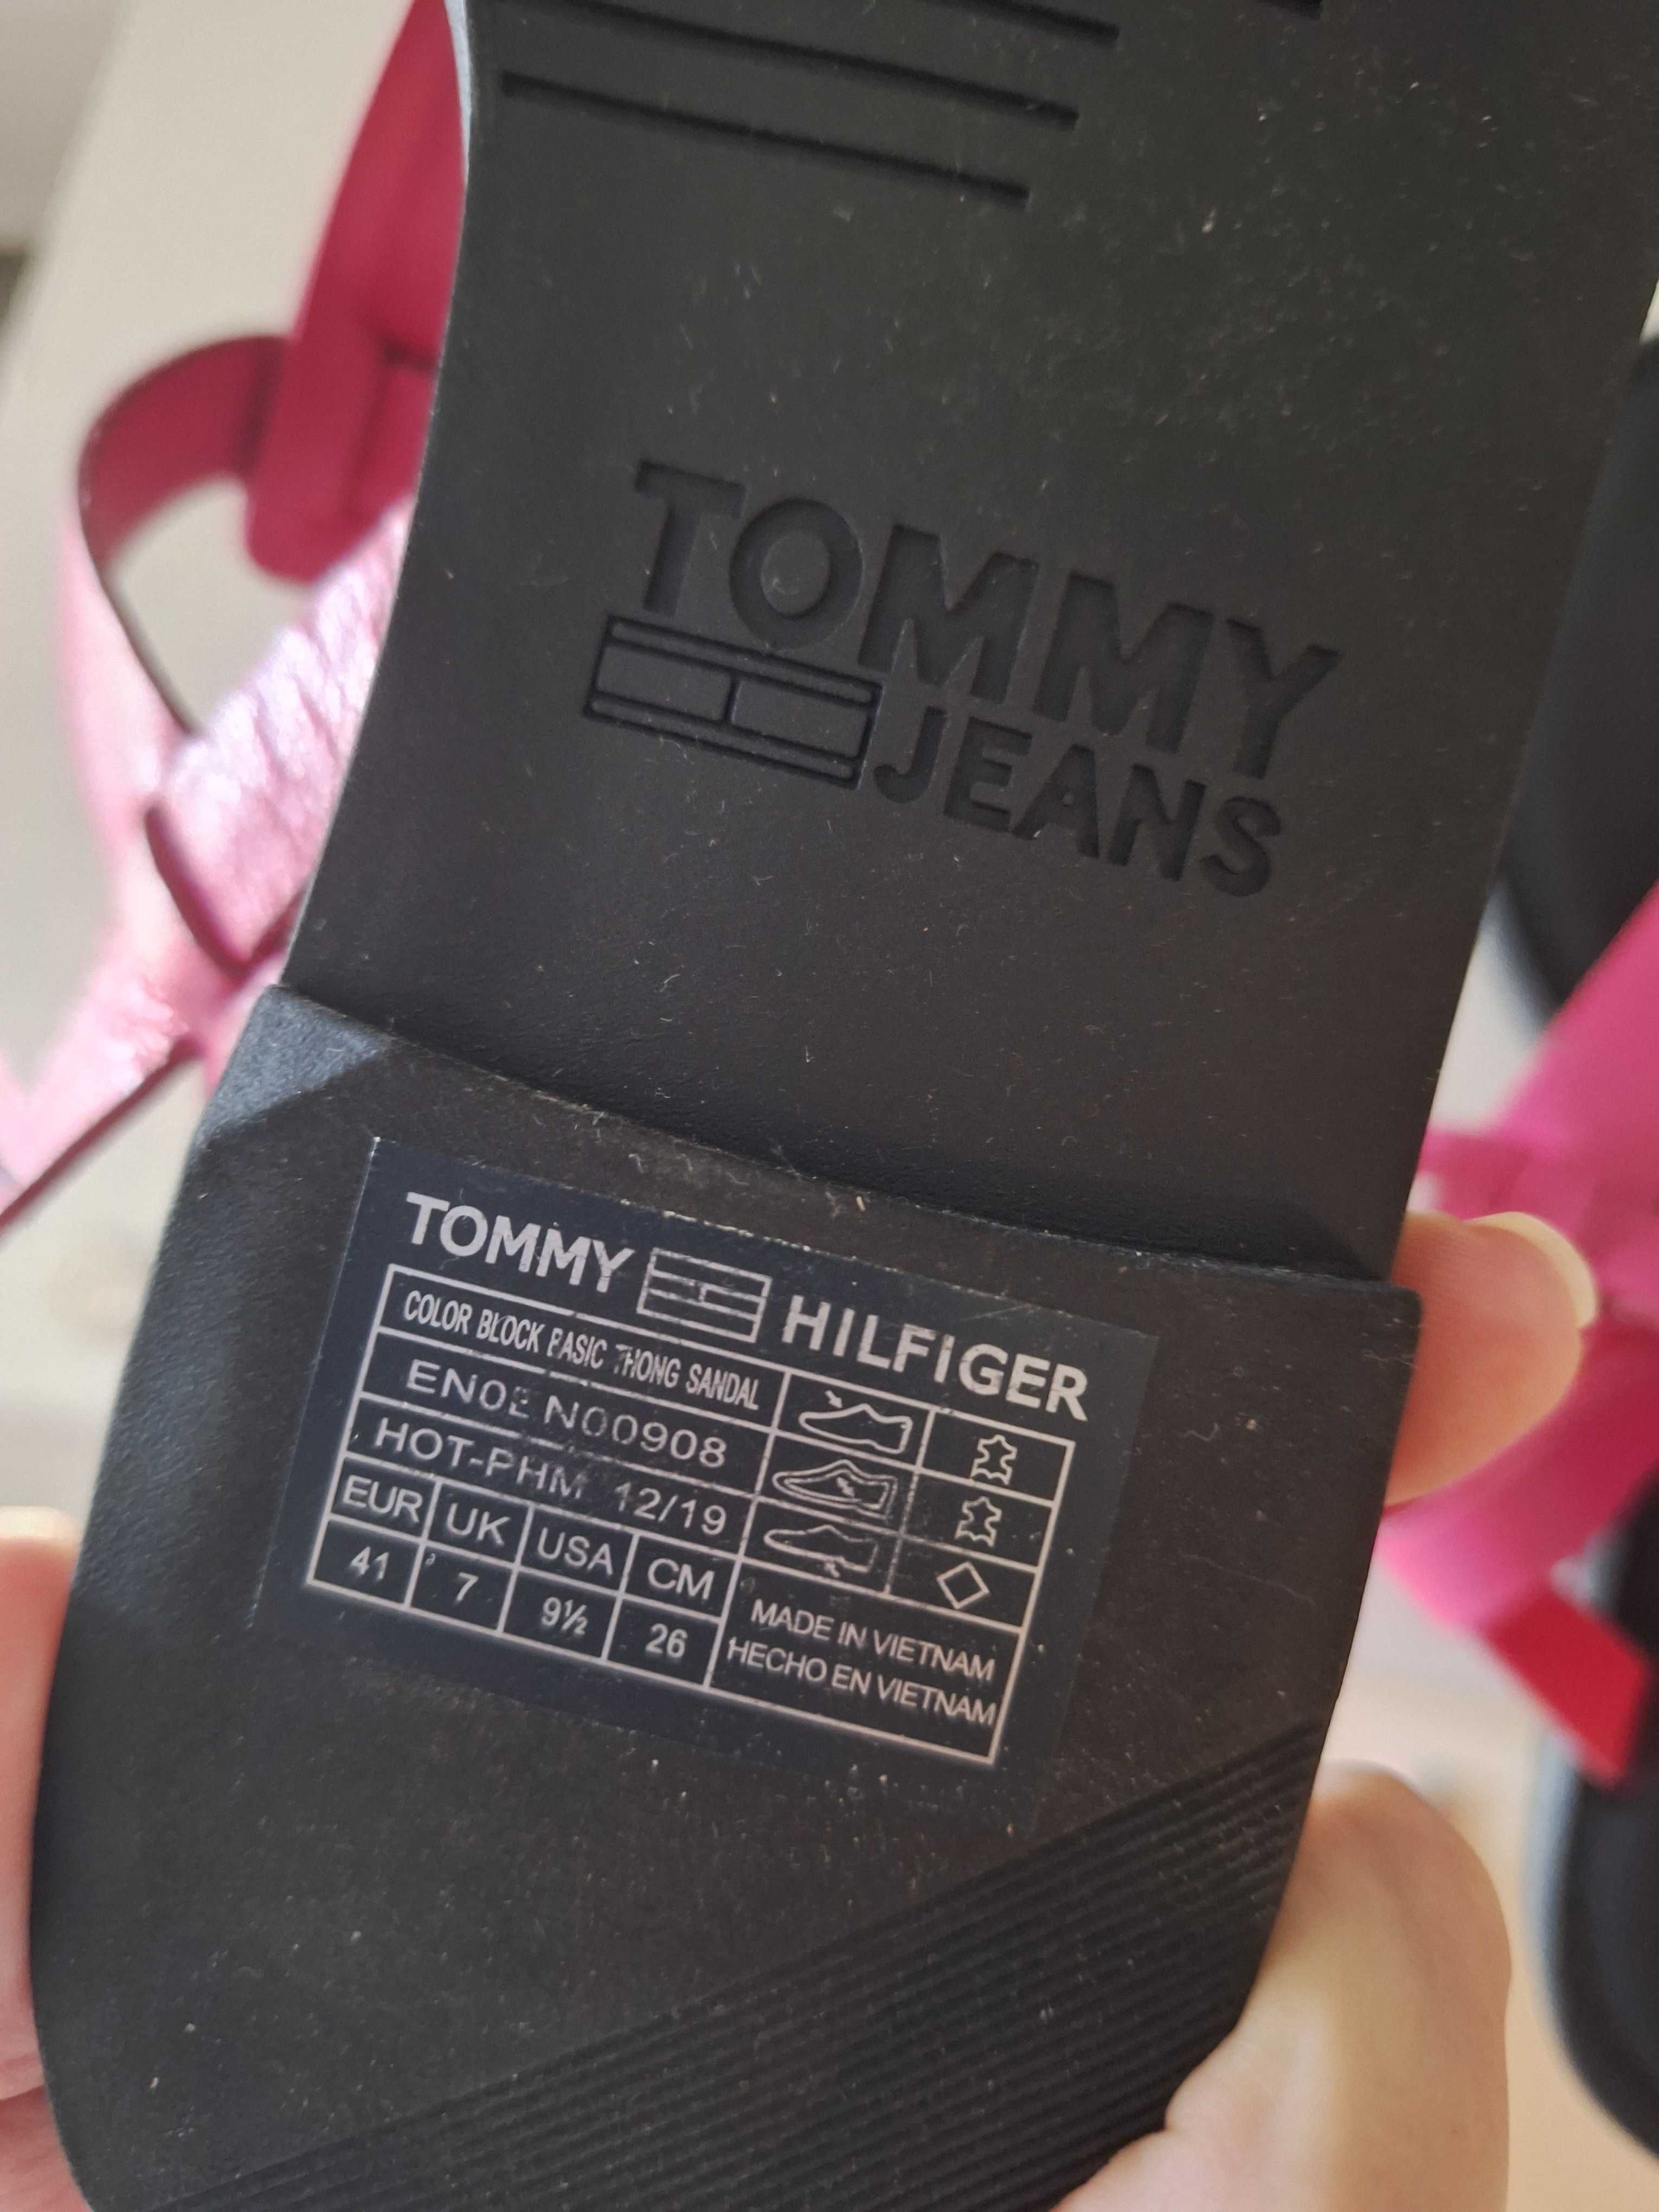 TOMMY
JEANS
TOMMY HILFIGER
COLOR BLOCK BASIC THONG SANDAL
N00908
HOT-PHM 12/19
EUR UK USA CM
41 7 9½ 26
MADE IN VIETNAM
HECHO EN VIETNAM